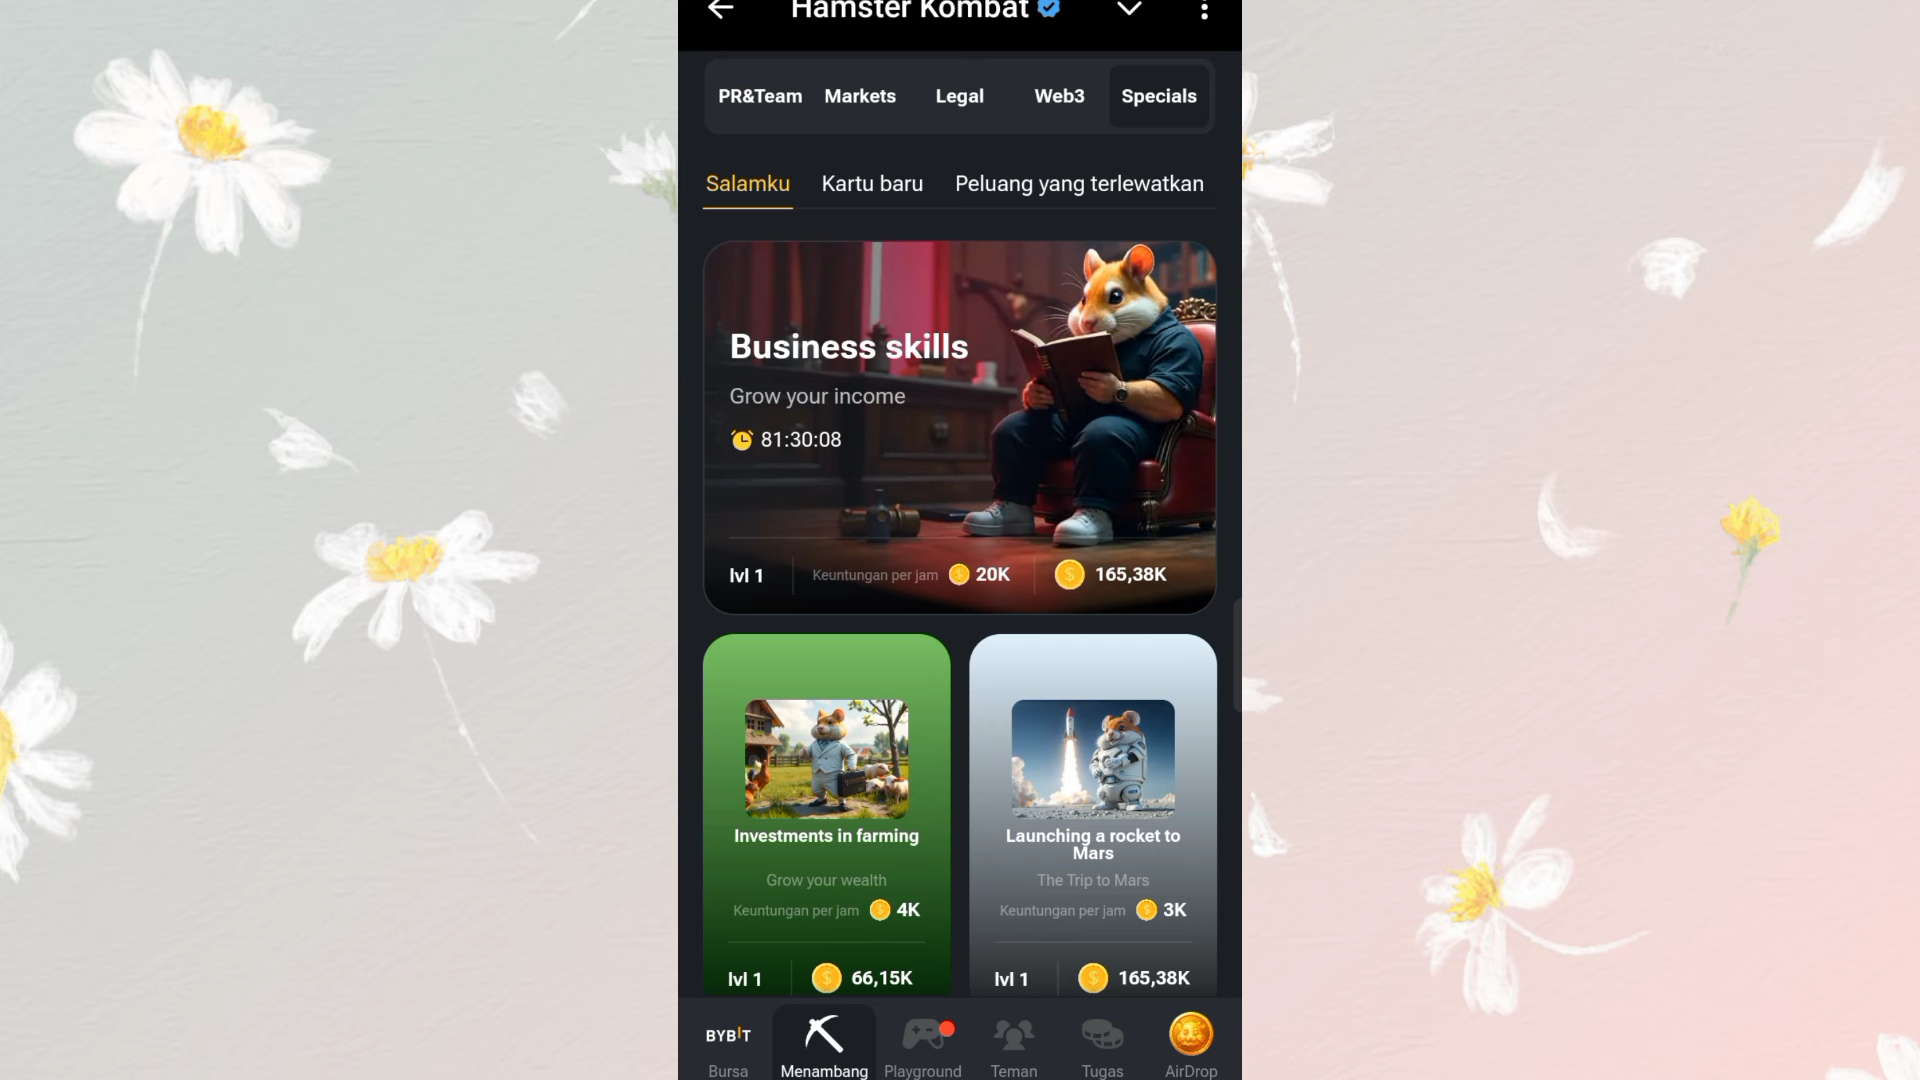 Hamster Kombat
PR&Team Markets Legal Web3 Specials
Salamku Kartu baru Peluang yang terlewatkan
Business skills
Grow your income
81:30:08
lvl 1 Keuntungan per jam 20K 165,38K
Investments in farming
Grow your wealth
Keuntungan per jam 4K
lvl 1 66,15K
Launching a rocket to
Mars
The Trip to Mars
Keuntungan per jam 3K
lvl 1 165,38K
BYBIT
Bursa Menambang Playground Teman Tugas AirDrop